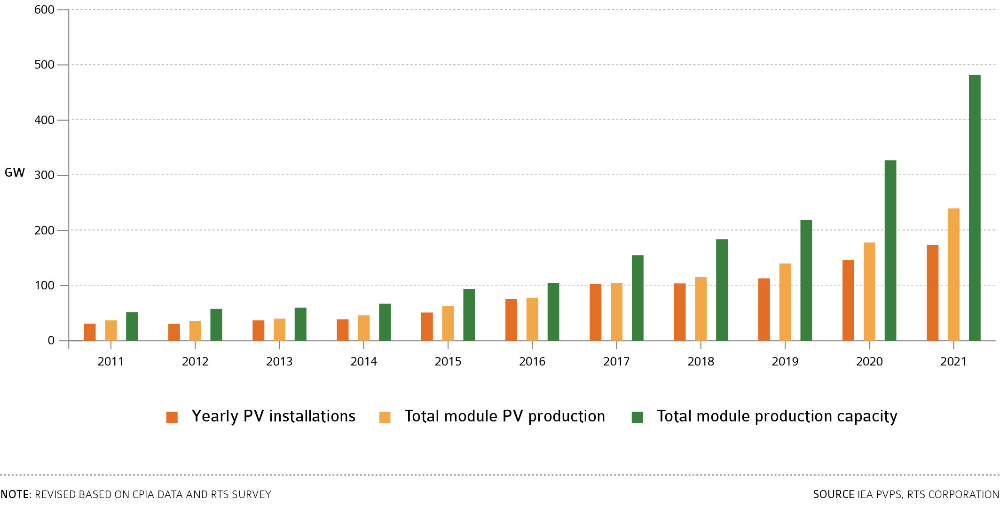 600
500
400
GW
300
200
100
0
2011 2012 2013 2014 2015 2016 2017 2018 2019 2020 2021
Yearly PV installations Total module PV production Total module production capacity
NOTE: REVISED BASED ON CPIA DATA AND RTS SURVEY
SOURCE IEA PVPS, RTS CORPORATION